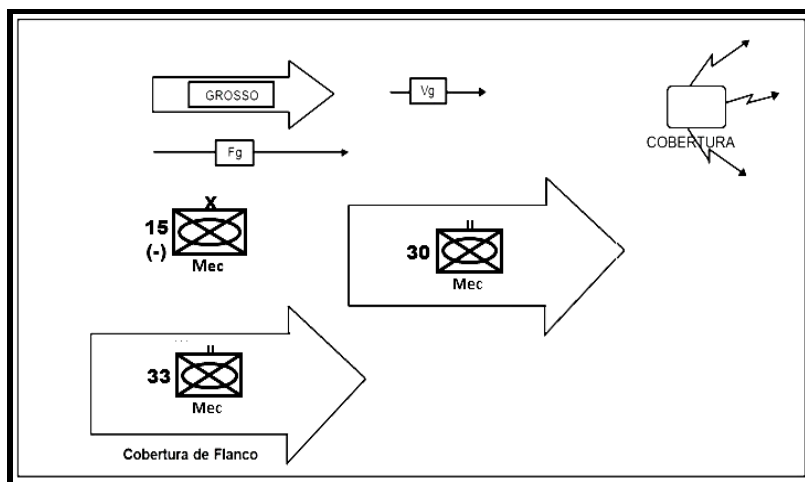 GROSSO
Vg
COBERTURA
Fg
X
15
(-)
Mec
II
30
Mec
II
33
Mec
Cobertura de Flanco